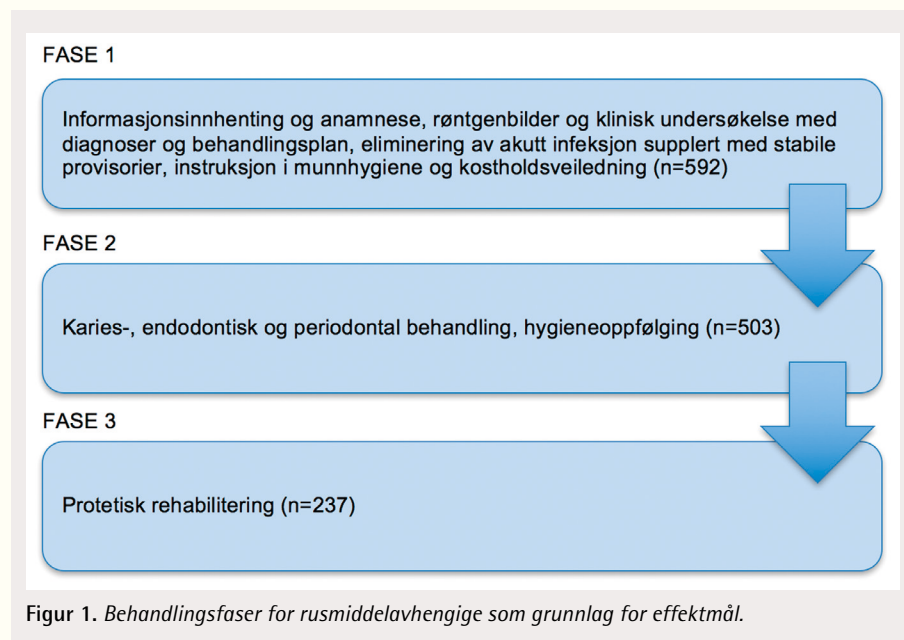 FASE 1
Informasjonsinnhenting og anamnese, røntgenbilder og klinisk undersøkelse med
diagnoser og behandlingsplan, eliminering av akutt infeksjon supplert med stabile
provisorier, instruksjon i munnhygiene og kostholdsveiledning (n=592)
FASE 2
Karies-, endodontisk og periodontal behandling, hygieneoppfølging (n=503)
FASE 3
Protetisk rehabilitering (n=237)
Figur 1. Behandlingsfaser for rusmiddelavhengige som grunnlag for effektmål.